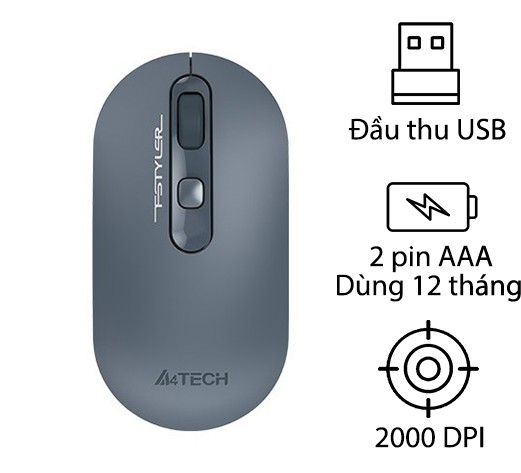 FSTYLER
A4TECH
Đầu thu USB
2 pin AAA
Dùng 12 tháng
2000 DPI